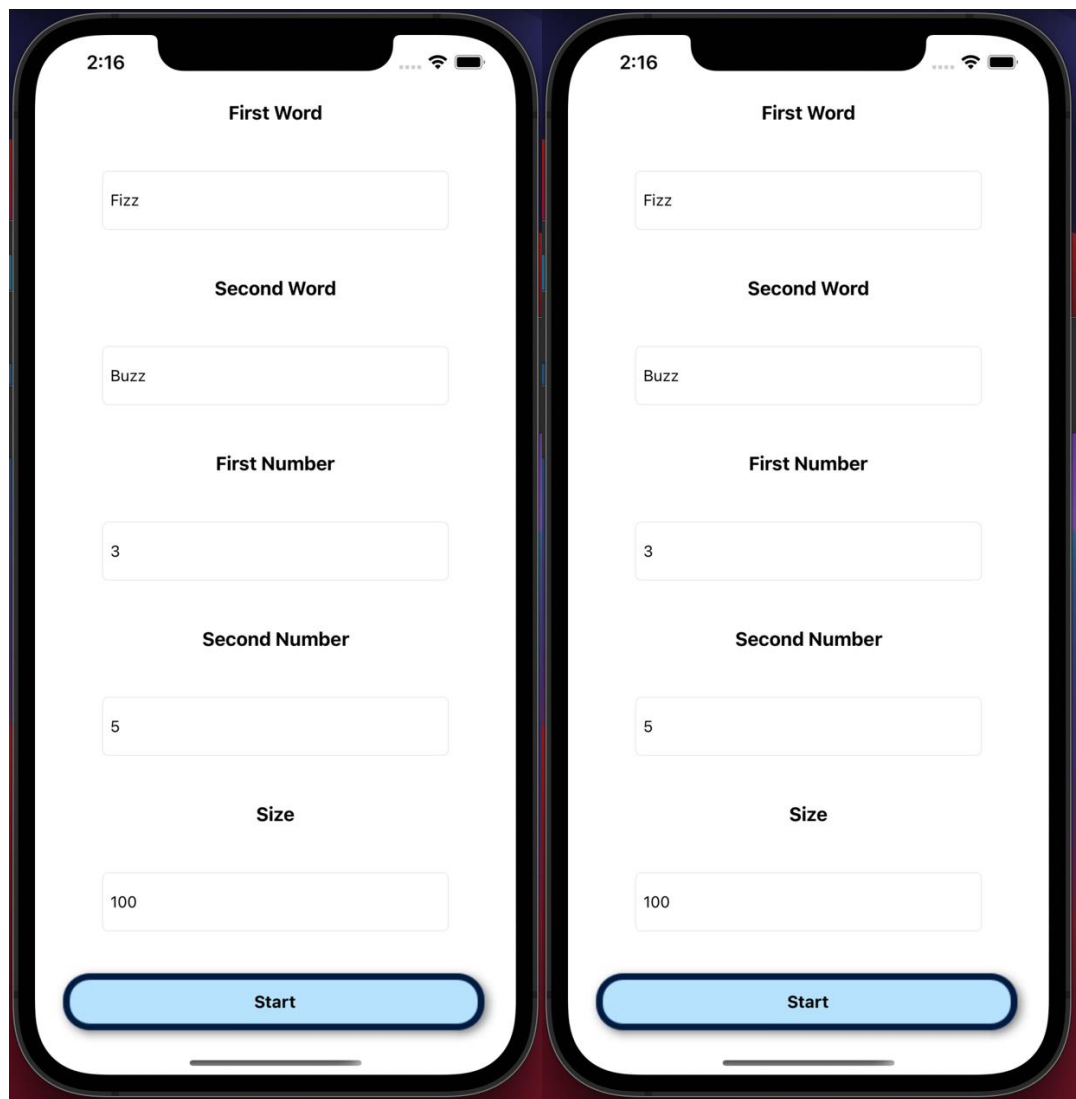 2:16
First Word
Fizz
Second Word
Buzz
First Number
3
Second Number
5
Size
100
Start
2:16
First Word
Fizz
Second Word
Buzz
First Number
3
Second Number
5
Size
100
Start